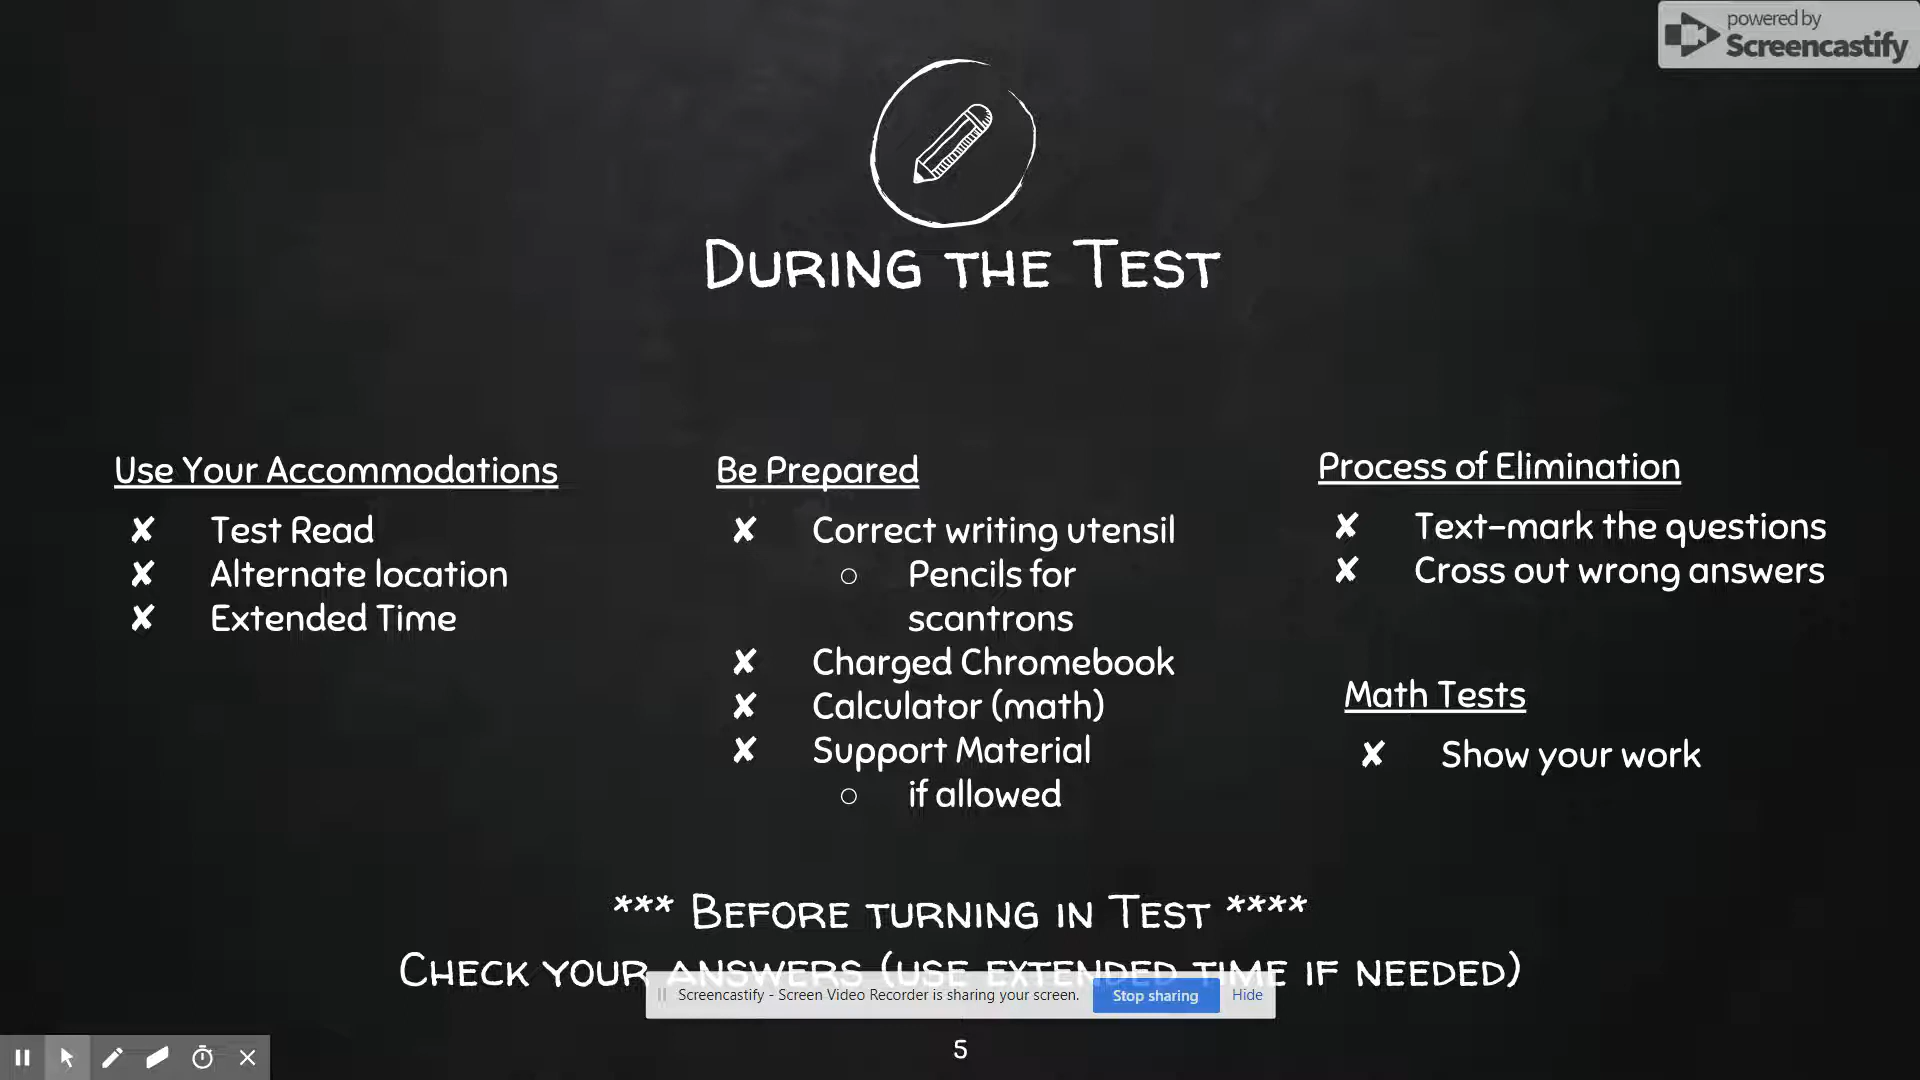 powered by
Screencastify
During the Test
Use Your Accommodations
✘ Test Read
✘ Alternate location
✘ Extended Time
Be Prepared
✘ Correct writing utensil
○ Pencils for
scantrons
✘ Charged Chromebook
✘ Calculator (math)
✘ Support Material
○ if allowed
Process of Elimination
✘ Text-mark the questions
✘ Cross out wrong answers
Math Tests
✘ Show your work
*** Before turning in Test ****
Check your answers (use extended time if needed)
Screencastify - Screen Video Recorder is sharing your screen. Stop sharing Hide
5